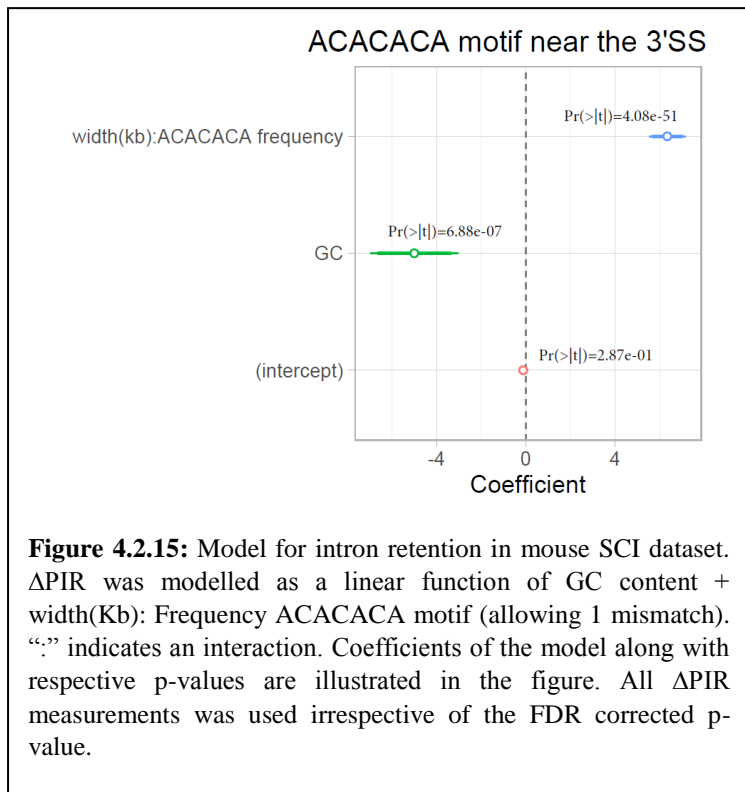 ACACACA motif near the 3'SS
Pr(>|t|)=4.08e-51
width(kb):ACACACA frequency
Pr(>|t|)=6.88e-07
GC
Pr(>|t|)=2.87e-01
(intercept)
-4
0
4
Coefficient
Figure 4.2.15: Model for intron retention in mouse SCI dataset.
ΔPIR was modelled as a linear function of GC content +
width(Kb): Frequency ACACACA motif (allowing 1 mismatch).
“:” indicates an interaction. Coefficients of the model along with
respective p-values are illustrated in the figure. All ΔPIR
measurements was used irrespective of the FDR corrected p-
value.